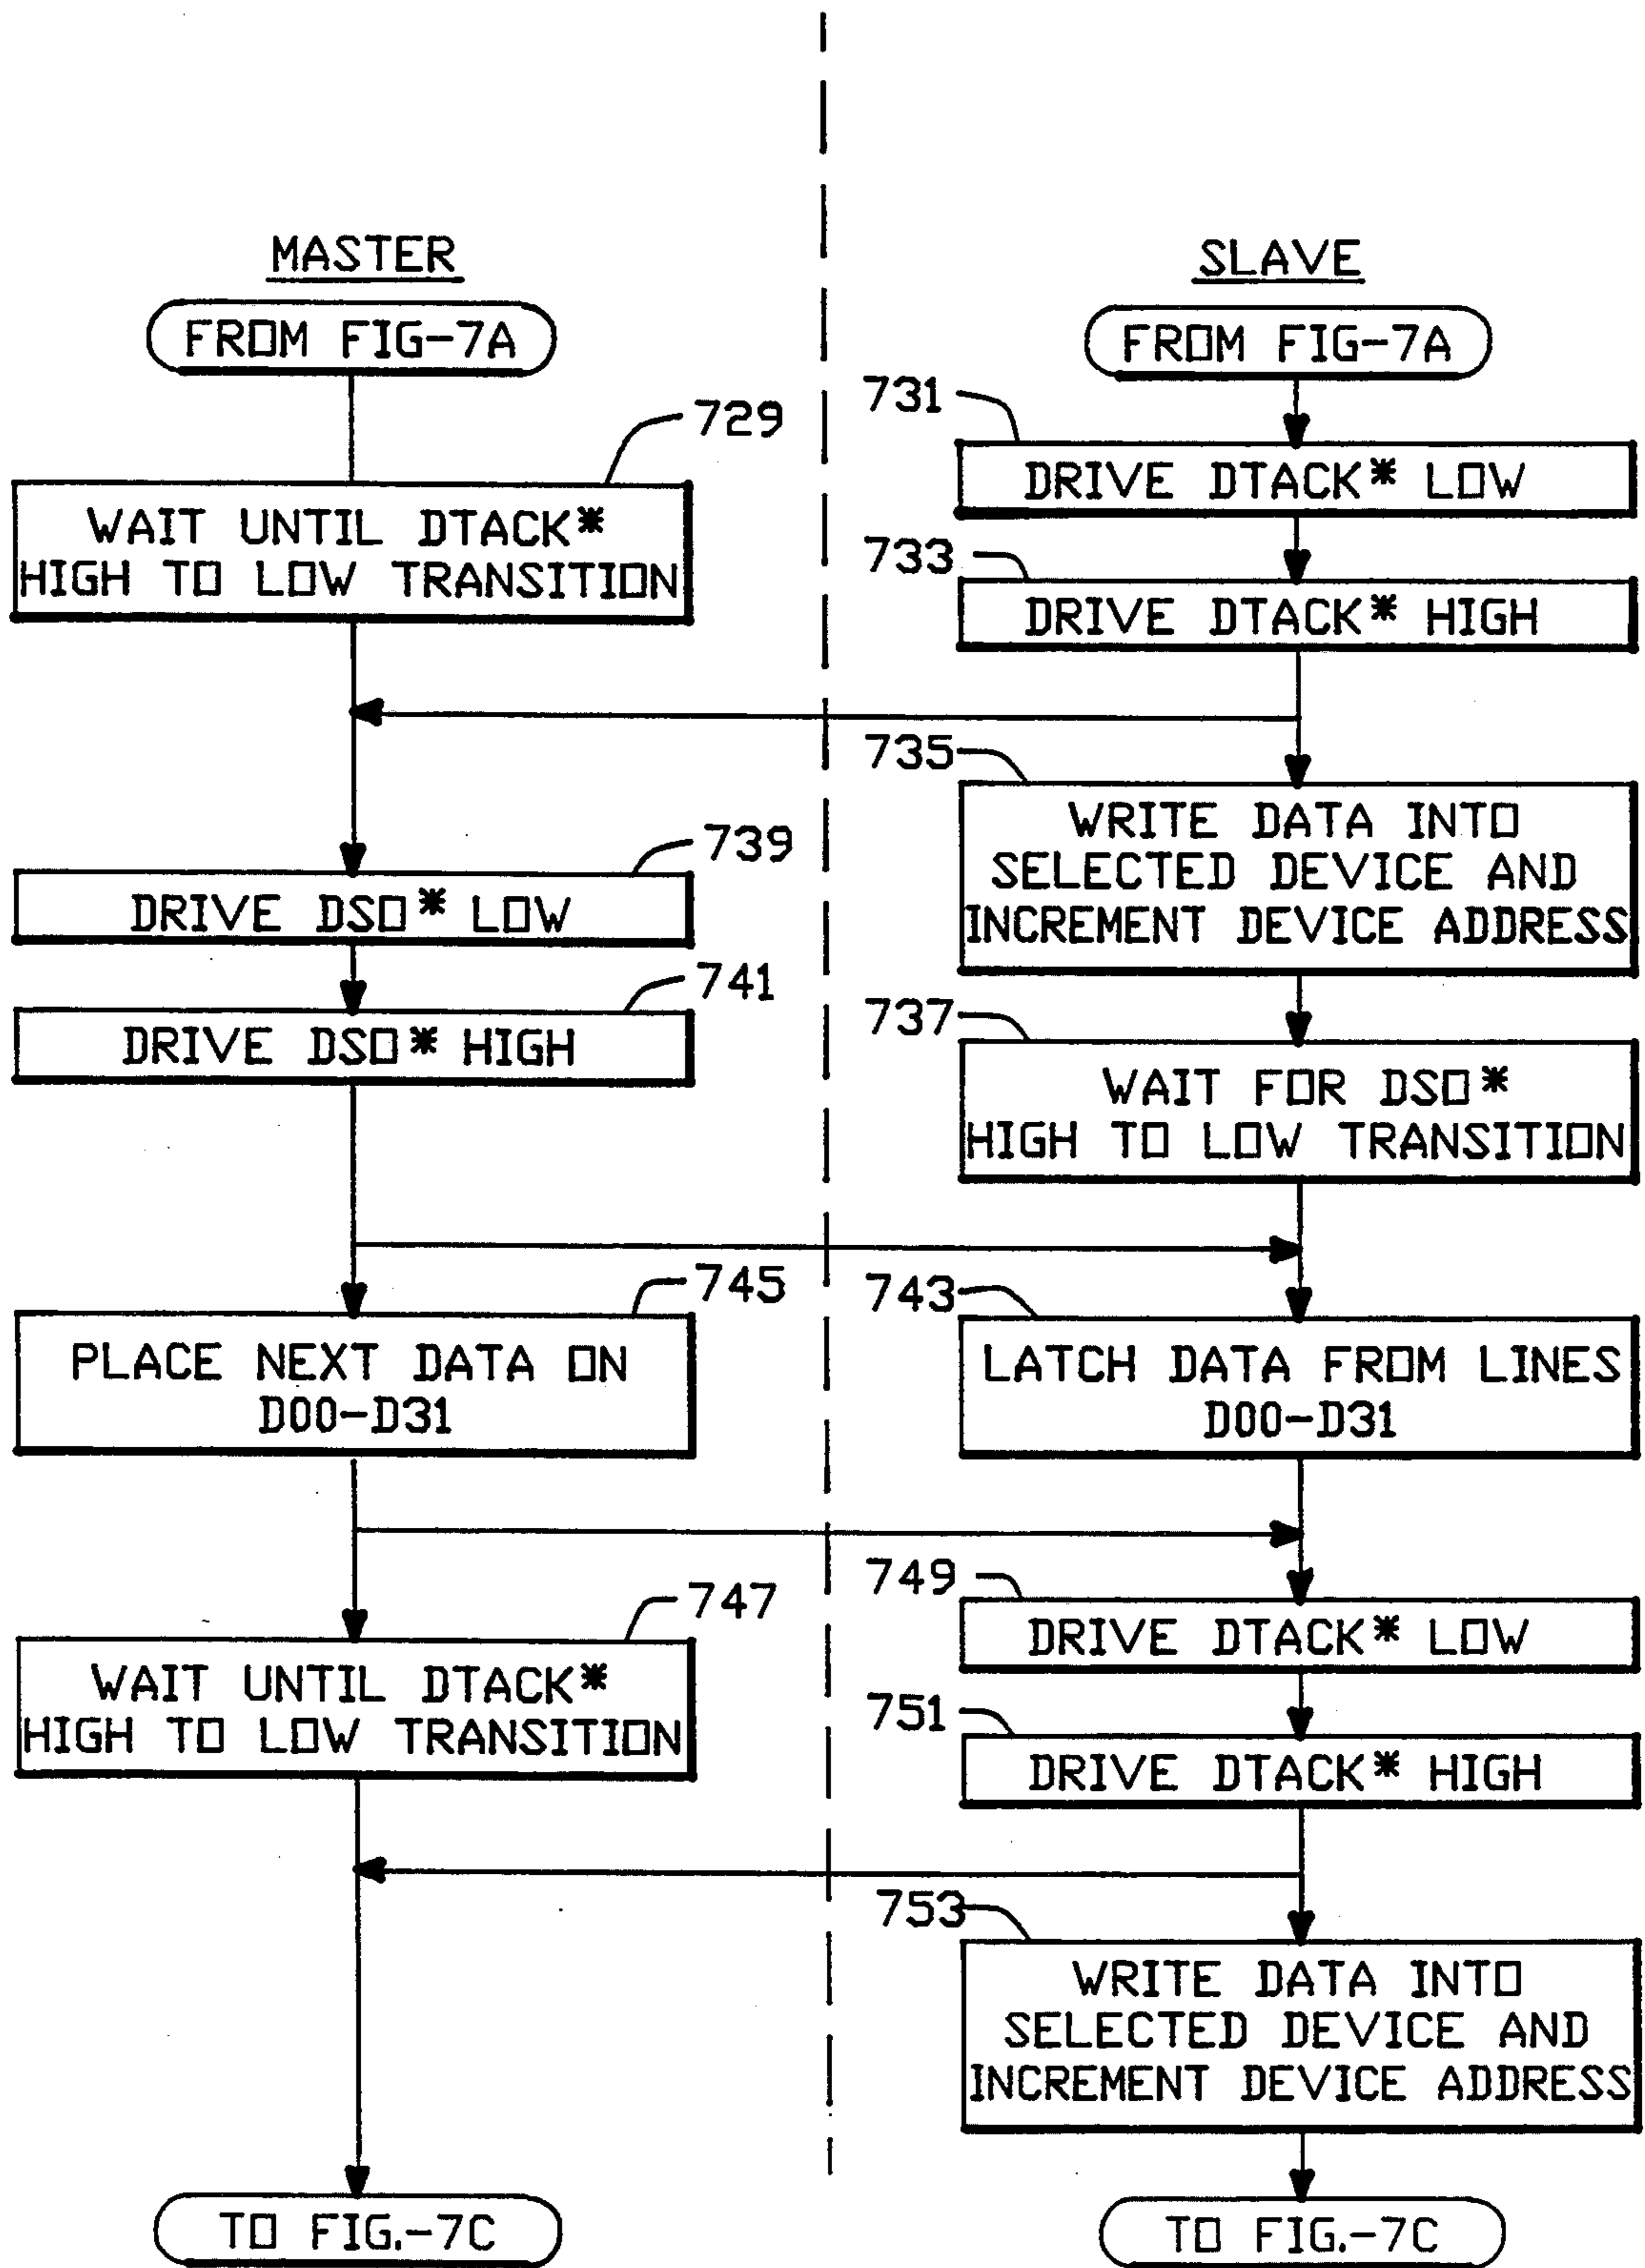 MASTER
FROM FIG-7A
729
WAIT UNTIL DTACK*
HIGH TO LOW TRANSITION
739
DRIVE DSO* LOW
741
DRIVE DSO* HIGH
745
PLACE NEXT DATA ON
D00-D31
747
WAIT UNTIL DTACK*
HIGH TO LOW TRANSITION
TO FIG.-7C
SLAVE
FROM FIG-7A
731
DRIVE DTACK* LOW
733
DRIVE DTACK* HIGH
735
WRITE DATA INTO
SELECTED DEVICE AND
INCREMENT DEVICE ADDRESS
737
WAIT FOR DSO*
HIGH TO LOW TRANSITION
743
LATCH DATA FROM LINES
D00-D31
749
DRIVE DTACK* LOW
751
DRIVE DTACK* HIGH
753
WRITE DATA INTO
SELECTED DEVICE AND
INCREMENT DEVICE ADDRESS
TO FIG.-7C